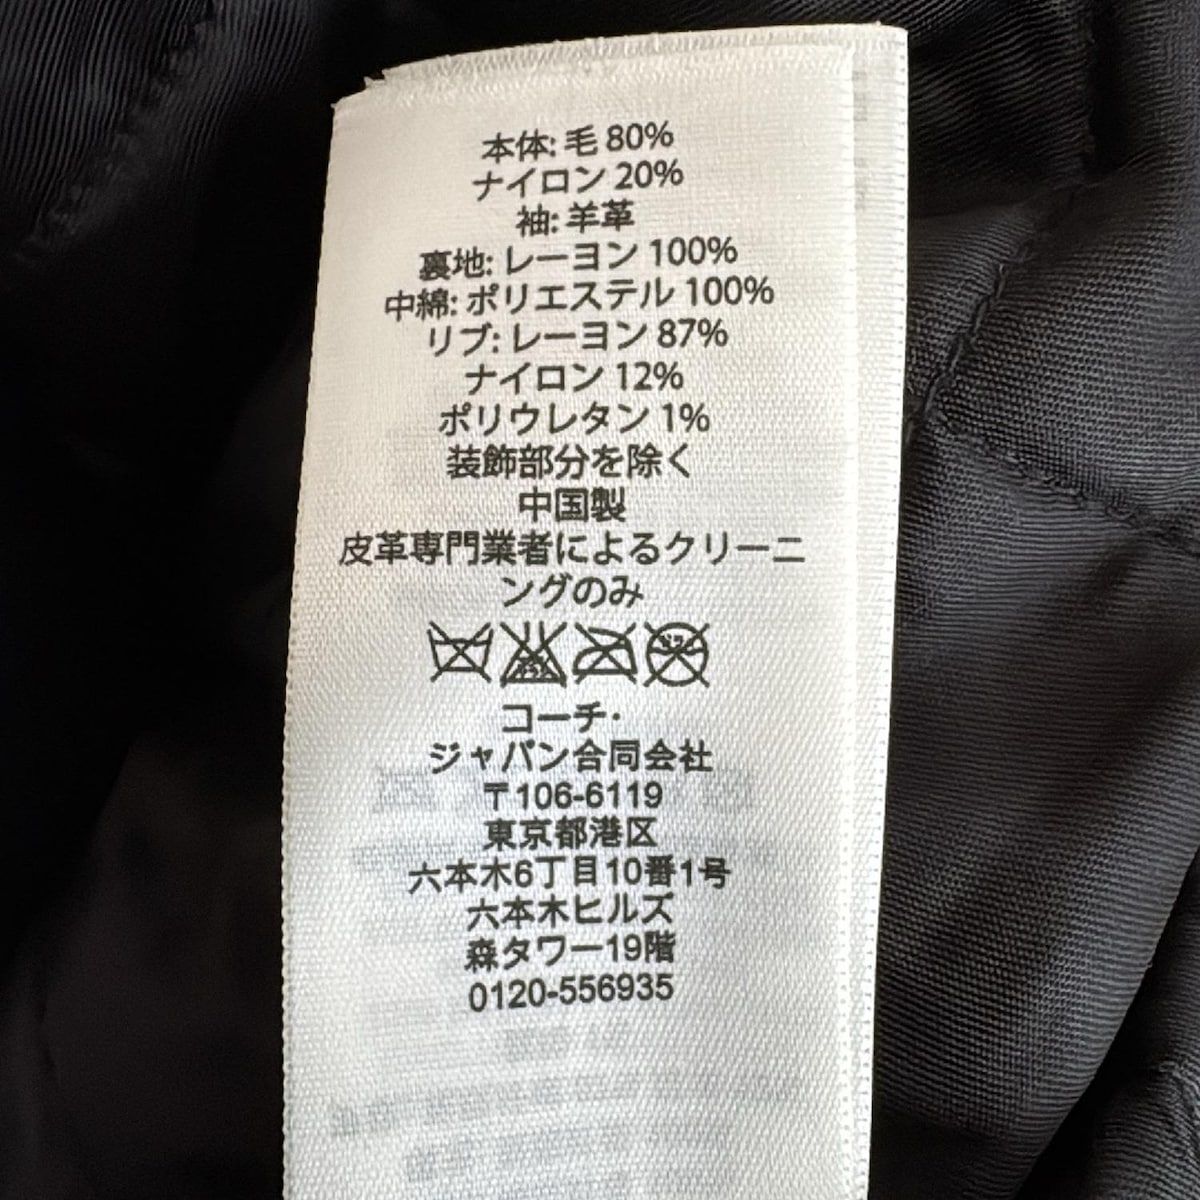 本体: 毛 80%
ナイロン 20%
袖: 羊革
裏地: レーヨン 100%
中綿: ポリエステル 100%
リブ: レーヨン 87%
ナイロン 12%
ポリウレタン 1%
装飾部分を除く
中国製
皮革専門業者によるクリーニ
ングのみ
コーチ・
ジャパン合同会社
〒106-6119
東京都港区
六本木6丁目10番1号
六本木ヒルズ
森タワー19階
0120-556935